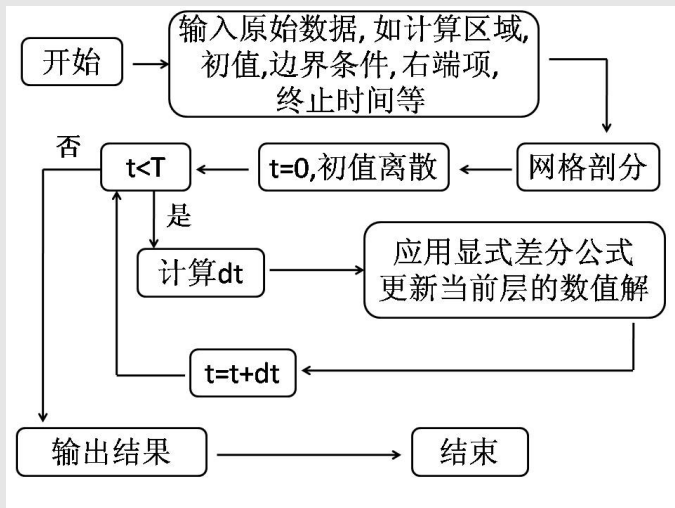 开始
输入原始数据, 如计算区域,
初值,边界条件, 右端项,
终止时间等
网格剖分
t=0,初值离散
t<T
否
是
计算dt
应用显式差分公式
更新当前层的数值解
t=t+dt
输出结果
结束